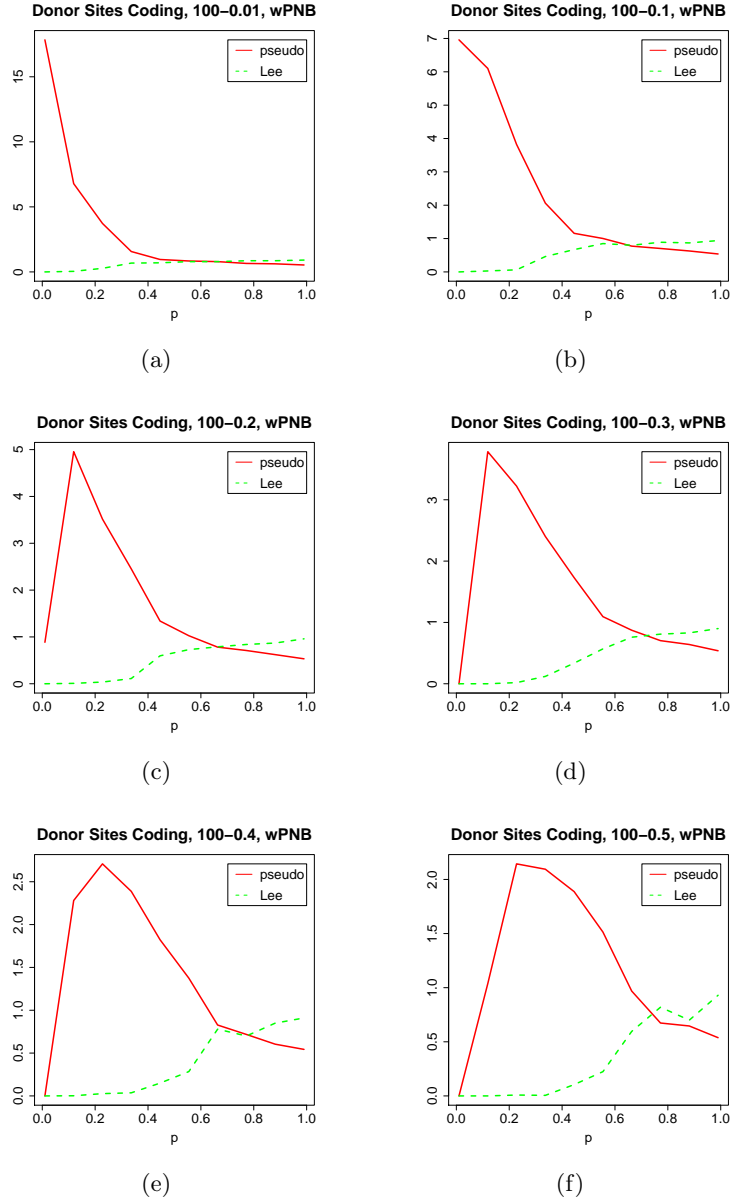 Donor Sites Coding, 100−0.01, wPNB
pseudo
Lee
15
10
5
0
0.0 0.2 0.4 0.6 0.8 1.0
p
(a)
Donor Sites Coding, 100−0.1, wPNB
pseudo
Lee
7
6
5
4
3
2
1
0
0.0 0.2 0.4 0.6 0.8 1.0
p
(b)
Donor Sites Coding, 100−0.2, wPNB
pseudo
Lee
5
4
3
2
1
0
0.0 0.2 0.4 0.6 0.8 1.0
p
(c)
Donor Sites Coding, 100−0.3, wPNB
pseudo
Lee
3
2
1
0
0.0 0.2 0.4 0.6 0.8 1.0
p
(d)
Donor Sites Coding, 100−0.4, wPNB
pseudo
Lee
2.5
2.0
1.5
1.0
0.5
0.0
0.0 0.2 0.4 0.6 0.8 1.0
p
(e)
Donor Sites Coding, 100−0.5, wPNB
pseudo
Lee
2.0
1.5
1.0
0.5
0.0
0.0 0.2 0.4 0.6 0.8 1.0
p
(f)